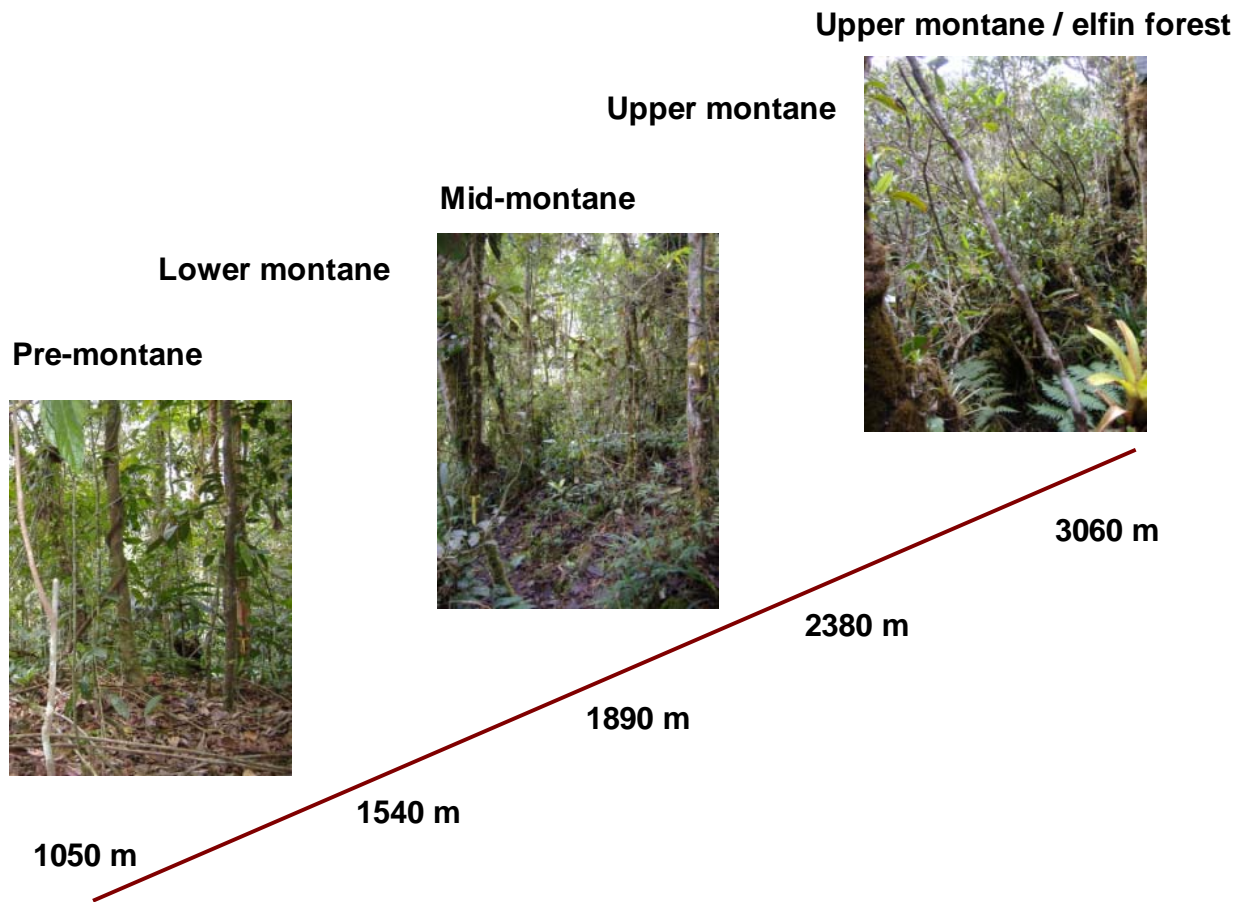 Upper montane / elfin forest
Upper montane
Mid-montane
Lower montane
Pre-montane
3060 m
2380 m
1890 m
1540 m
1050 m